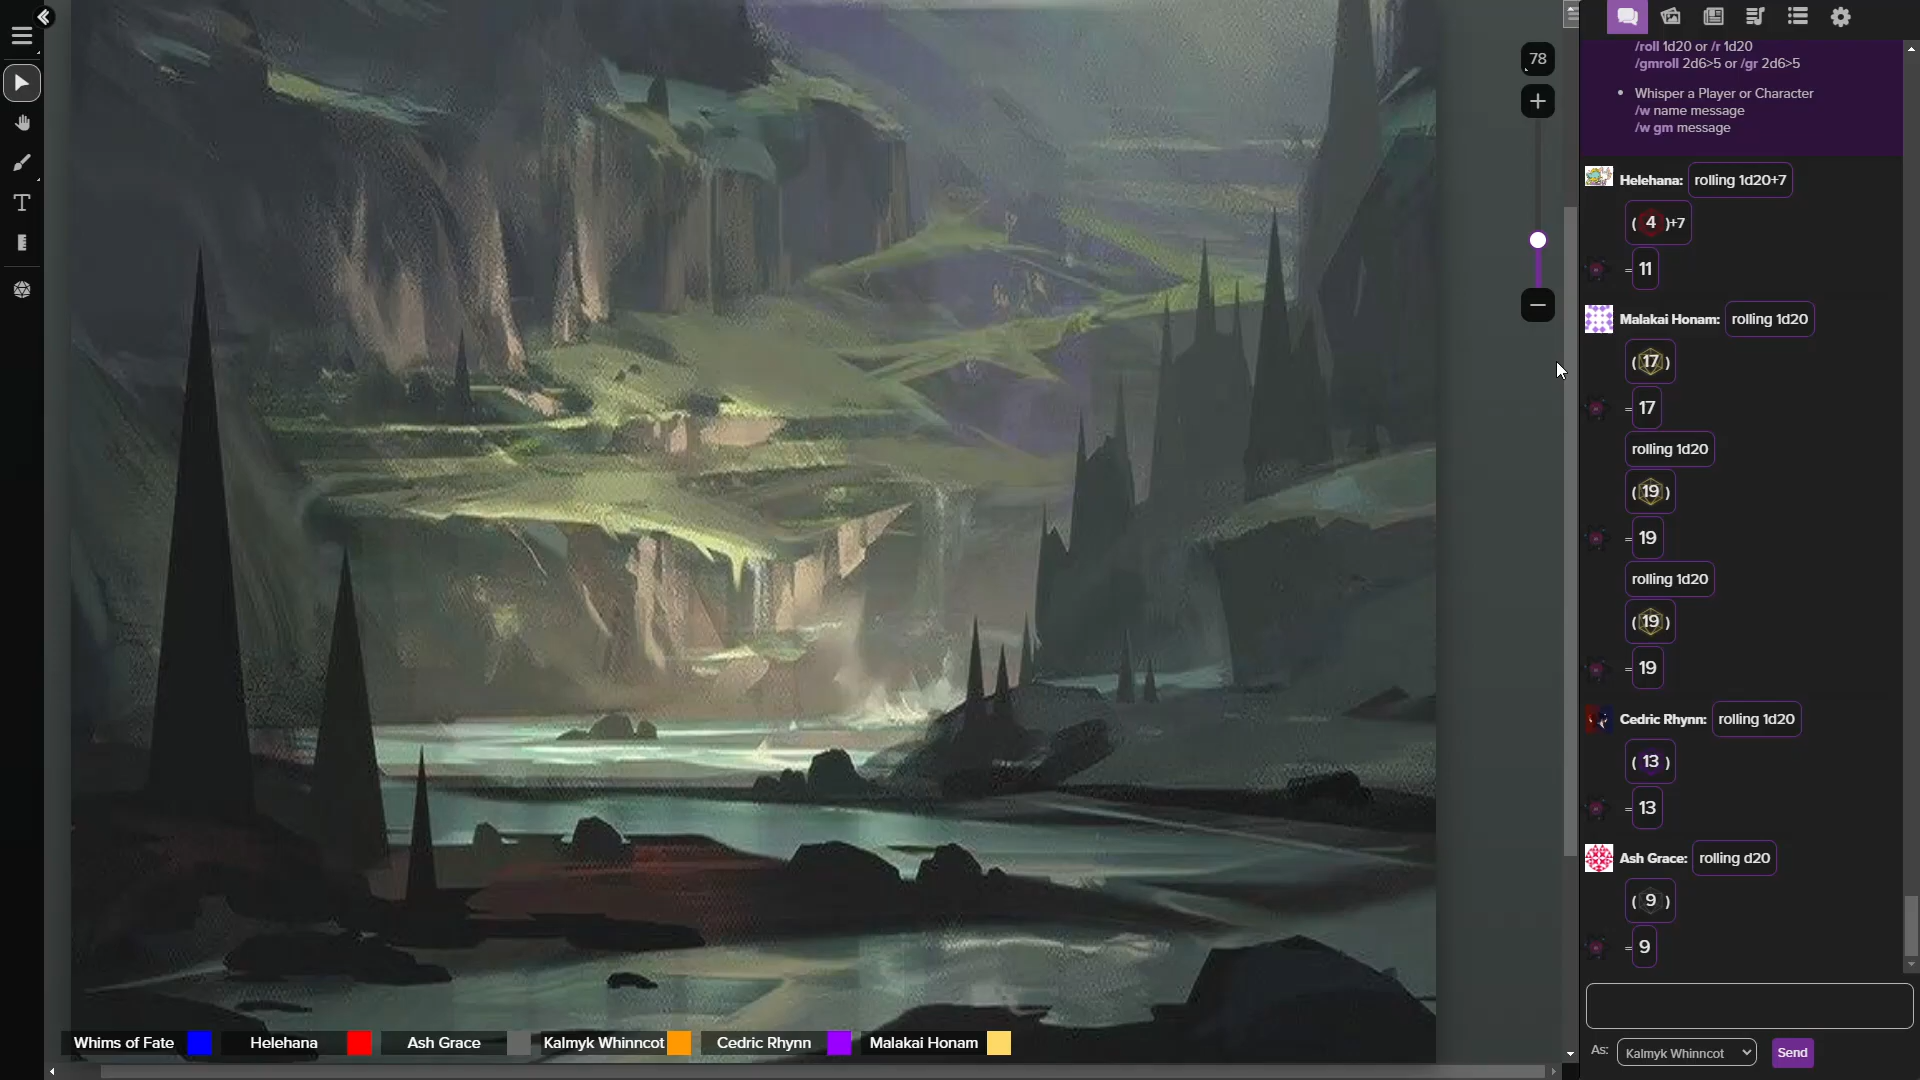 78
/roll 1d20 or /r 1d20
/gmroll 2d6>5 or /gr 2d6>5
• Whisper a Player or Character
/w name message
/w gm message
Helehana: rolling 1d20+7
(4)+7
=11
Malakai Honam: rolling 1d20
(17)
=17
rolling 1d20
(19)
=19
rolling 1d20
(19)
=19
Cedric Rhynn: rolling 1d20
(13)
=13
Ash Grace: rolling d20
(9)
=9
As: Kalmyk Whinncot Send
Whims of Fate Helehana Ash Grace Kalmyk Whinncot Cedric Rhynn Malakai Honam